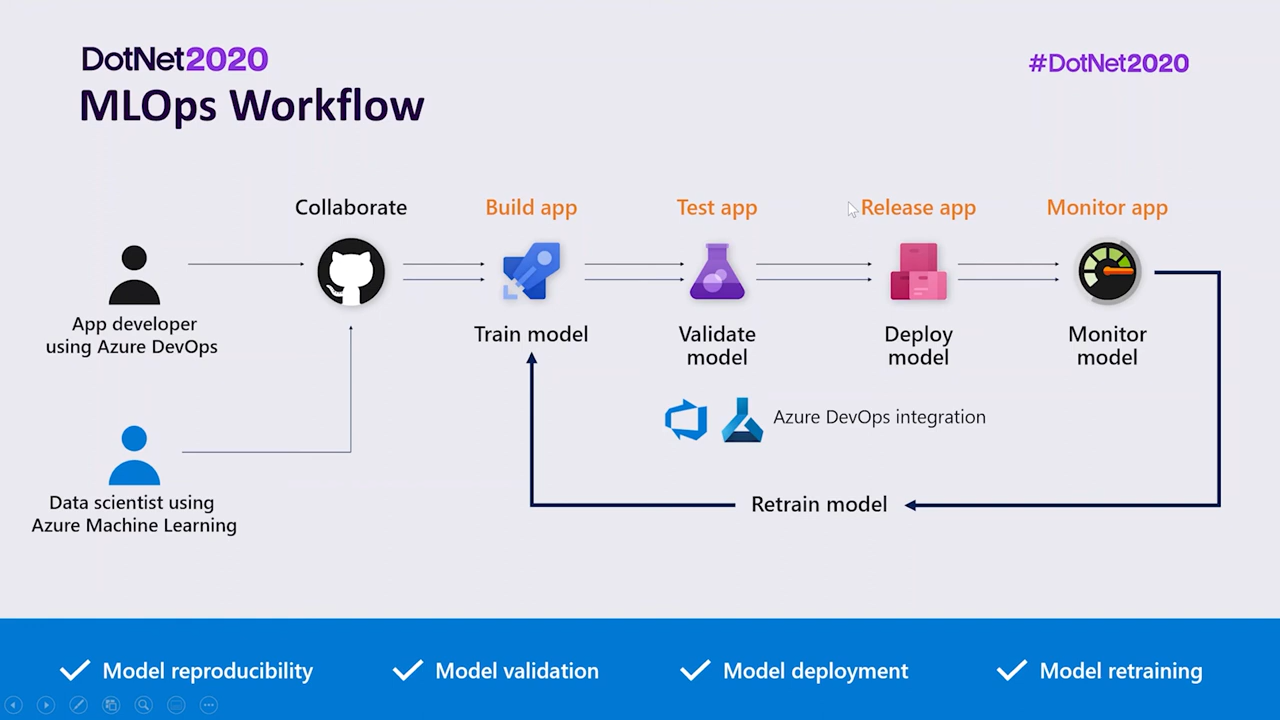 DotNet2020
#DotNet2020
MLOps Workflow
Collaborate
Build app
Test app
Release app
Monitor app
App developer
using Azure DevOps
Train model
Validate
model
Deploy
model
Monitor
model
Azure DevOps integration
Data scientist using
Azure Machine Learning
Retrain model
Model reproducibility
Model validation
Model deployment
Model retraining